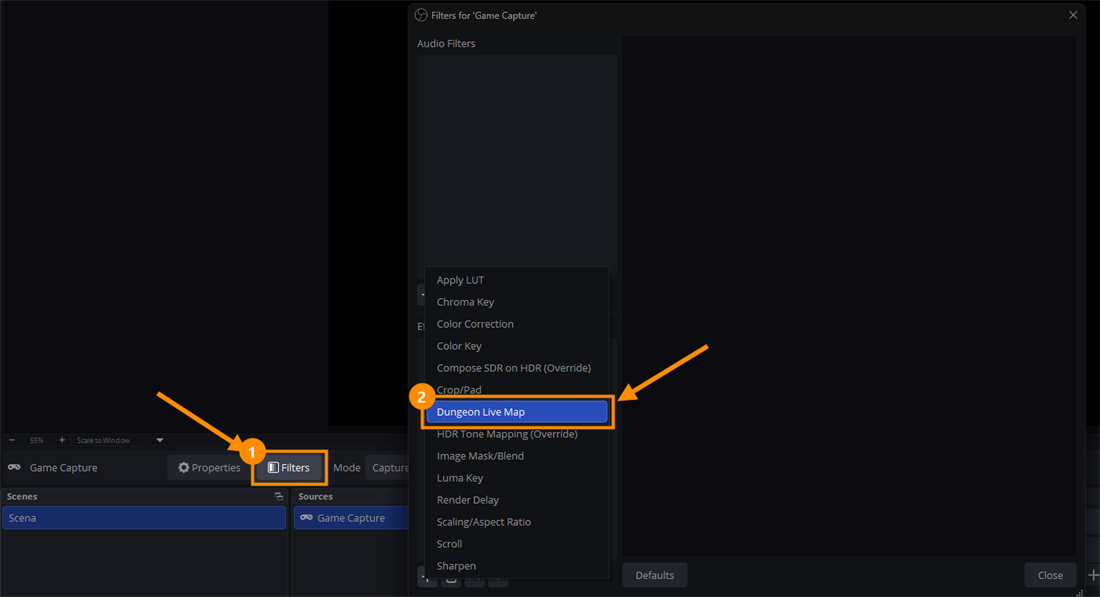 Filters for 'Game Capture'
Audio Filters
Apply LUT
Chroma Key
Color Correction
Color Key
Compose SDR on HDR (Override)
Crop/Pad
2
Dungeon Live Map
HDR Tone Mapping (Override)
Image Mask/Blend
Luma Key
Render Delay
Scaling/Aspect Ratio
Scroll
Sharpen
Defaults
Close
55%
Scale to Window
1
Game Capture
Properties
Filters
Mode
Capture
Scenes
Sources
Scena
Game Capture